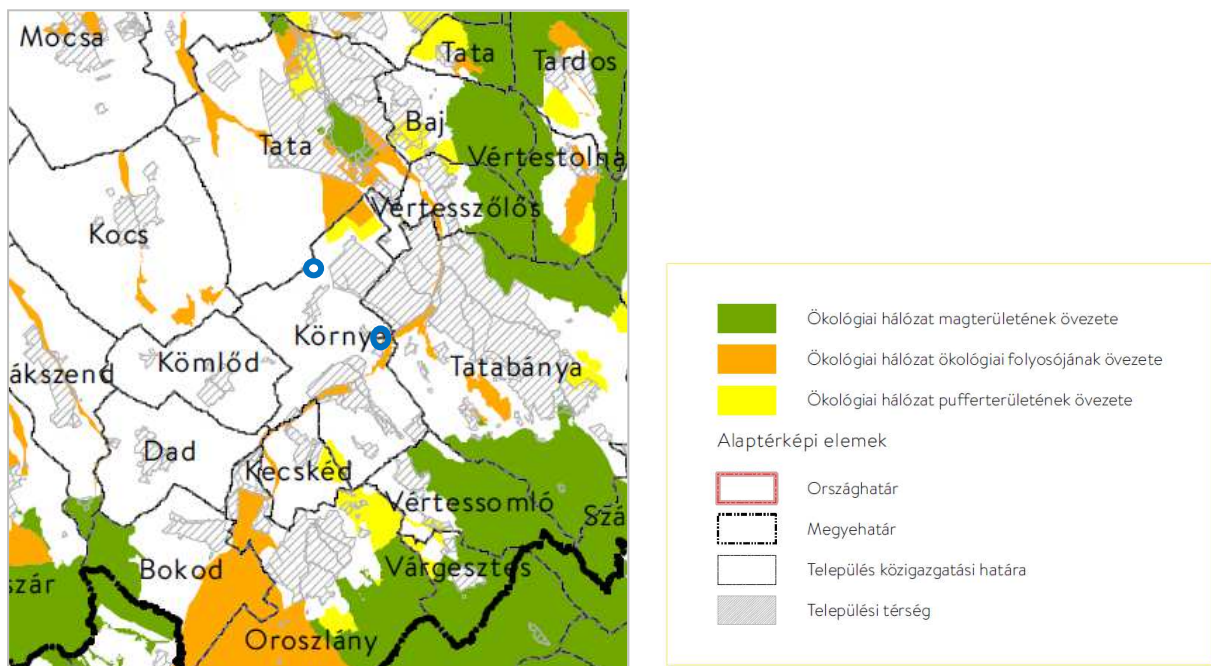 Mocsa
Tata
Tardos
Baj
Tata
Vértestolna
Vértesszőlős
Kocs
Környe
Kömlőd
Tatabánya
ákszend
Dad
Kecskéd
Vértessomló
Szá
Bokod
Várgesztes
szár
Oroszlány
Ökológiai hálózat magterületének övezete
Ökológiai hálózat ökológiai folyosójának övezete
Ökológiai hálózat pufferterületének övezete
Alaptérképi elemek
Országhatár
Megyehatár
Település közigazgatási határa
Települési térség